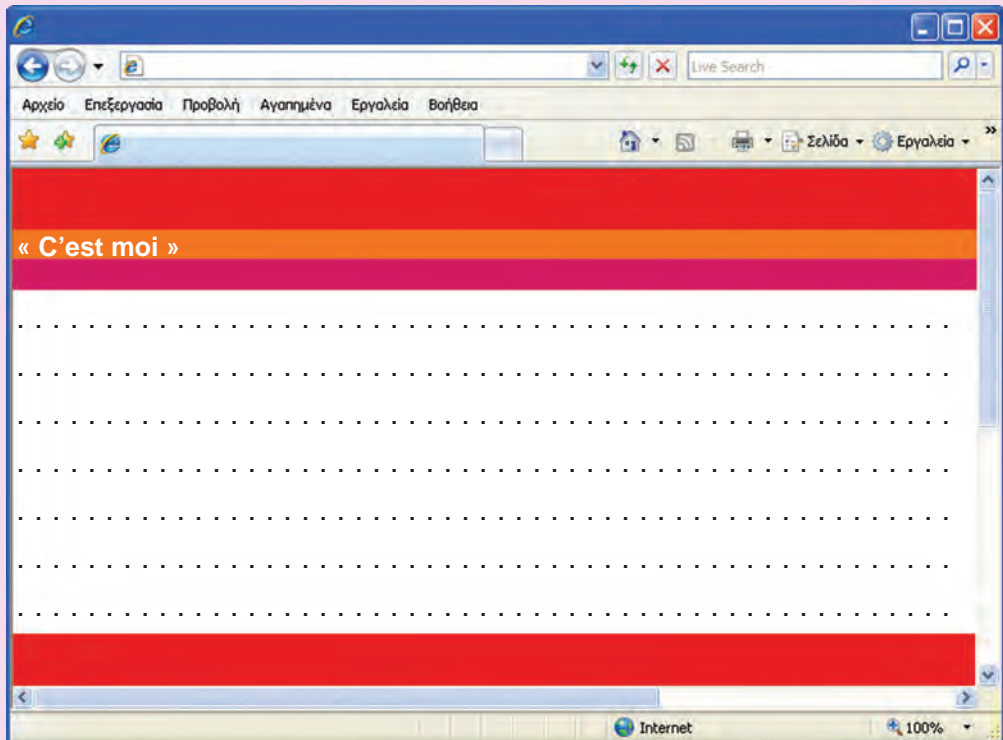 Live Search
Αρχείο Επεξεργασία Προβολή Αγαπημένα Εργαλεία Βοήθεια
Σελίδα Εργαλεία »
« C’est moi »
. . . . . . . . . . . . . . . . . . . . . . . . . . . . . . . . . . . . . . . . . . . . . . . . . . . . .
. . . . . . . . . . . . . . . . . . . . . . . . . . . . . . . . . . . . . . . . . . . . . . . . . . . . .
. . . . . . . . . . . . . . . . . . . . . . . . . . . . . . . . . . . . . . . . . . . . . . . . . . . . .
. . . . . . . . . . . . . . . . . . . . . . . . . . . . . . . . . . . . . . . . . . . . . . . . . . . . .
. . . . . . . . . . . . . . . . . . . . . . . . . . . . . . . . . . . . . . . . . . . . . . . . . . . . .
. . . . . . . . . . . . . . . . . . . . . . . . . . . . . . . . . . . . . . . . . . . . . . . . . . . . .
. . . . . . . . . . . . . . . . . . . . . . . . . . . . . . . . . . . . . . . . . . . . . . . . . . . . .
Internet 100%